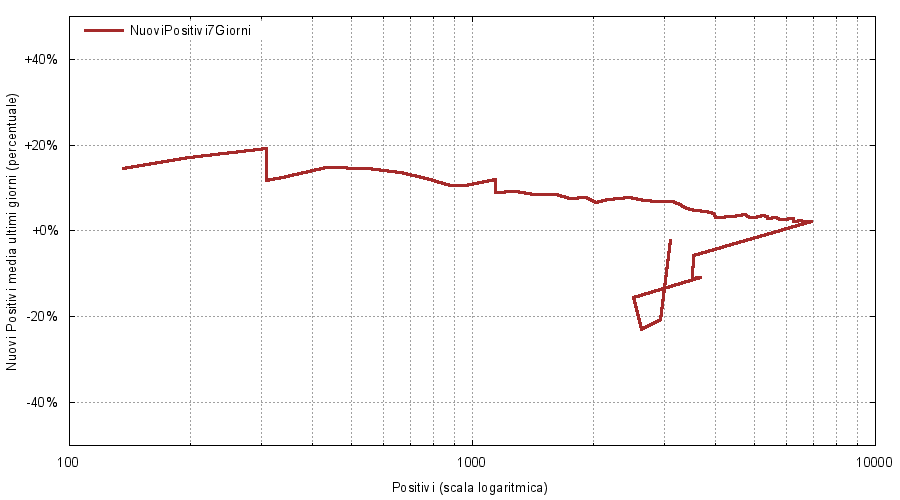 NuoviPositivi7Giorni
+40%
+20%
+0%
-20%
-40%
Nuovi Positivi media ultimi giorni (percentuale)
100
1000
10000
Positivi (scala logaritmica)